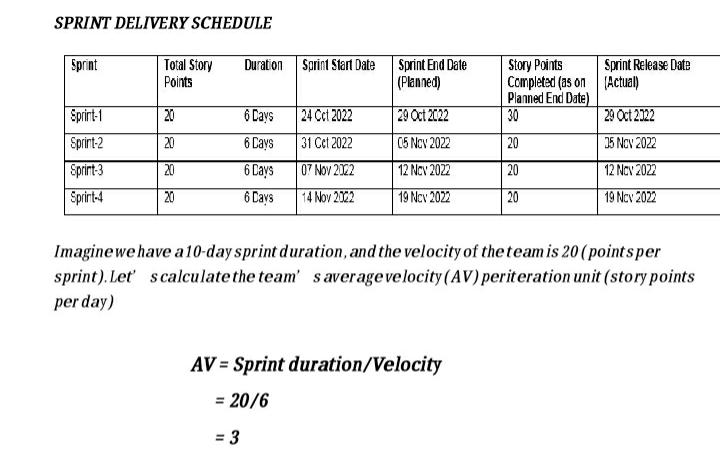 SPRINT DELIVERY SCHEDULE
Sprint Total Story Points Duration Sprint Start Date Sprint End Date (Planned) Story Points Completed (as on Planned End Date) Sprint Release Date (Actual)
Sprint-1 20 6 Days 24 Oct 2022 29 Oct 2022 30 29 Oct 2022
Sprint-2 20 6 Days 31 Oct 2022 05 Nov 2022 20 05 Nov 2022
Sprint-3 20 6 Days 07 Nov 2022 12 Nov 2022 20 12 Nov 2022
Sprint-4 20 6 Days 14 Nov 2022 19 Nov 2022 20 19 Nov 2022
Imagine we have a 10-day sprint duration, and the velocity of the team is 20 (points per
sprint). Let' s calculate the team' s average velocity (AV) per iteration unit (story points
per day)
AV = Sprint duration/Velocity
= 20/6
= 3